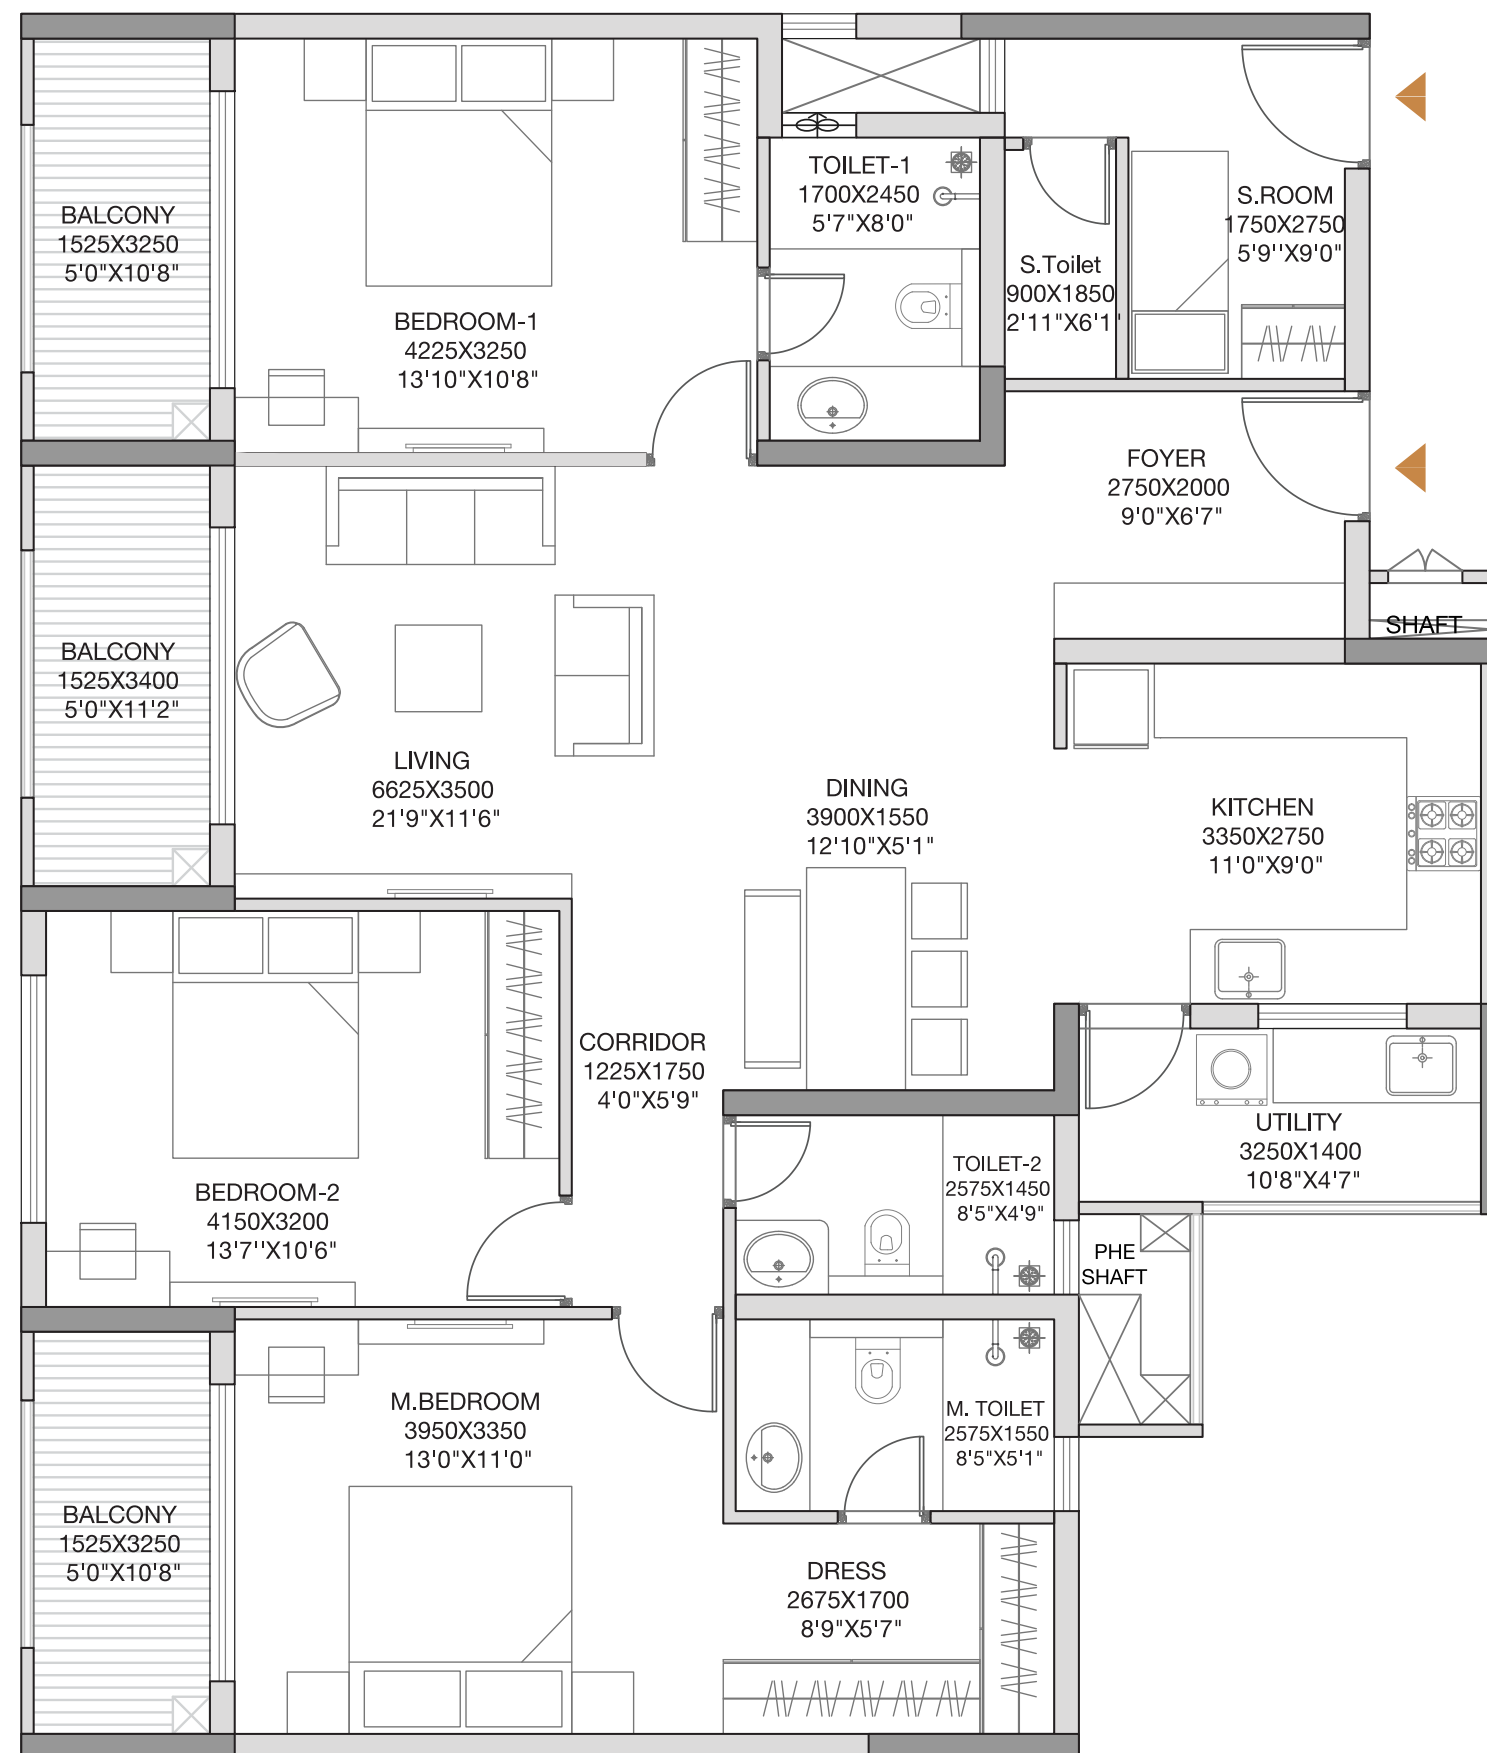 BALCONY
1525X3250
5'0"X10'8"
BEDROOM-1
4225X3250
13'10"X10'8"
TOILET-1
1700X2450
5'7"X8'0"
S.Toilet
900X1850
2'11"X6'1"
S.ROOM
1750X2750
5'9''X9'0"
FOYER
2750X2000
9'0"X6'7"
SHAFT
BALCONY
1525X3400
5'0"X11'2"
LIVING
6625X3500
21'9"X11'6"
DINING
3900X1550
12'10"X5'1"
KITCHEN
3350X2750
11'0"X9'0"
CORRIDOR
1225X1750
4'0"X5'9"
UTILITY
3250X1400
10'8"X4'7"
BEDROOM-2
4150X3200
13'7''X10'6"
TOILET-2
2575X1450
8'5"X4'9"
PHE
SHAFT
M.BEDROOM
3950X3350
13'0"X11'0"
M. TOILET
2575X1550
8'5"X5'1"
BALCONY
1525X3250
5'0"X10'8"
DRESS
2675X1700
8'9"X5'7"